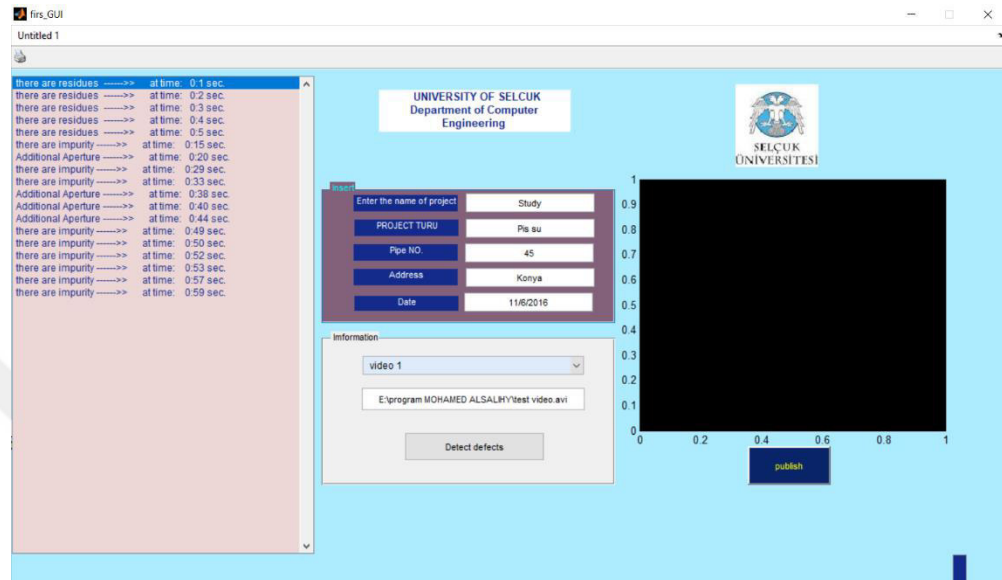 firs_GUI
Untitled 1
there are residues ------>> at time: 0:1 sec.
there are residues ------>> at time: 0:2 sec.
there are residues ------>> at time: 0:3 sec.
there are residues ------>> at time: 0:4 sec.
there are residues ------>> at time: 0:5 sec.
there are impurity ------>> at time: 0:15 sec.
Additional Aperture ------>> at time: 0:20 sec.
there are impurity ------>> at time: 0:29 sec.
there are impurity ------>> at time: 0:33 sec.
Additional Aperture ------>> at time: 0:38 sec.
Additional Aperture ------>> at time: 0:40 sec.
Additional Aperture ------>> at time: 0:44 sec.
there are impurity ------>> at time: 0:49 sec.
there are impurity ------>> at time: 0:50 sec.
there are impurity ------>> at time: 0:52 sec.
there are impurity ------>> at time: 0:53 sec.
there are impurity ------>> at time: 0:57 sec.
there are impurity ------>> at time: 0:59 sec.
UNIVERSITY OF SELCUK
Department of Computer
Engineering
SELÇUK
ÜNİVERSİTESİ
Insert
Enter the name of project Study
PROJECT TURU Pis su
Pipe NO. 45
Address Konya
Date 11/6/2016
Imformation
video 1
E:\program MOHAMED ALSALIHY\test video.avi
Detect defects
1
0.9
0.8
0.7
0.6
0.5
0.4
0.3
0.2
0.1
0
0 0.2 0.4 0.6 0.8 1
publish